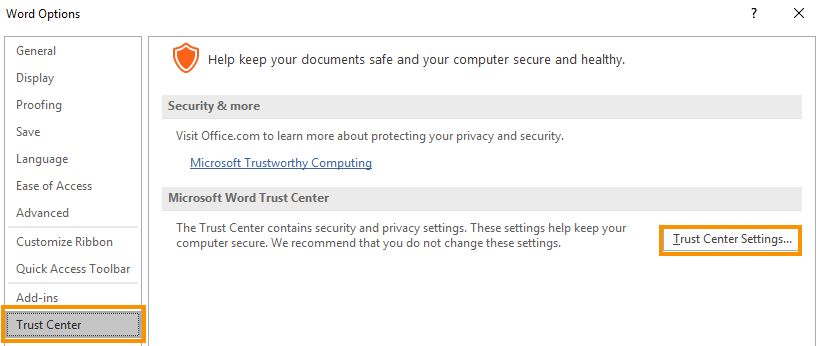 Word Options
?
General
Display
Proofing
Save
Language
Ease of Access
Advanced
Customize Ribbon
Quick Access Toolbar
Add-ins
Trust Center
Help keep your documents safe and your computer secure and healthy.
Security & more
Visit Office.com to learn more about protecting your privacy and security.
Microsoft Trustworthy Computing
Microsoft Word Trust Center
The Trust Center contains security and privacy settings. These settings help keep your
computer secure. We recommend that you do not change these settings.
Trust Center Settings...